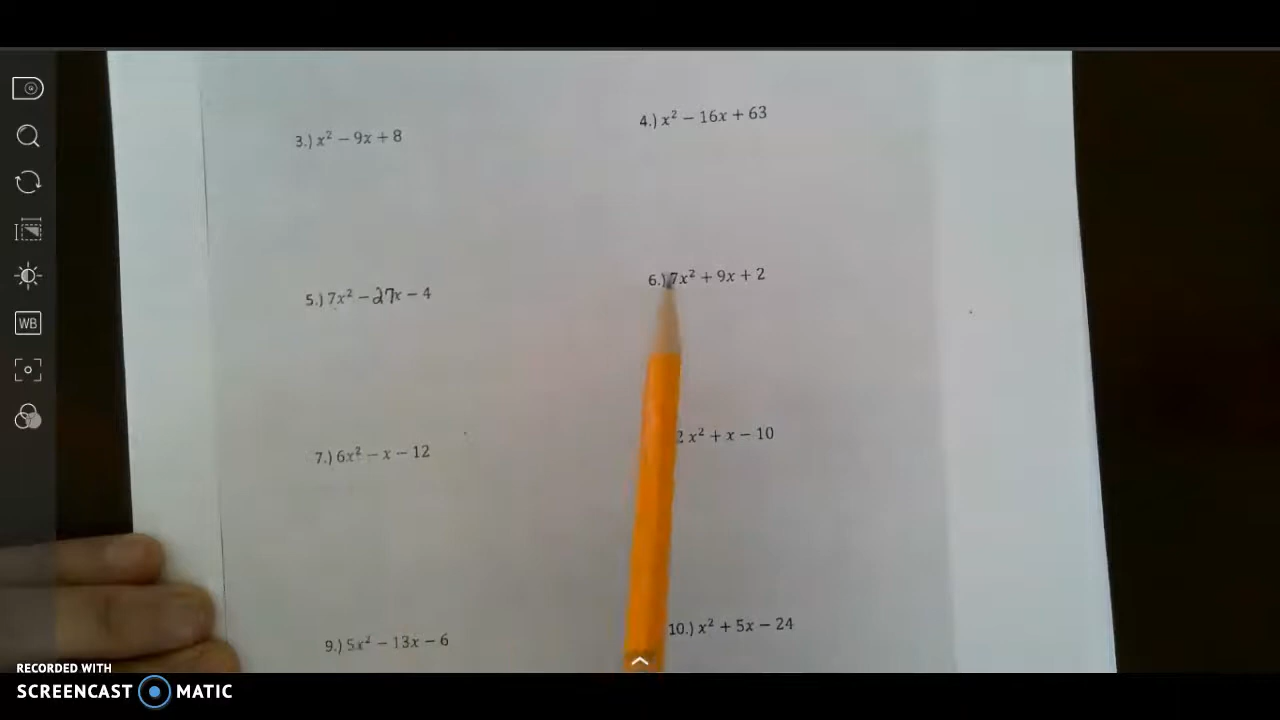 3.) x² − 9x + 8
4.) x² − 16x + 63
5.) 7x² − 27x − 4
6.) 7x² + 9x + 2
7.) 6x² − x − 12
2x² + x − 10
9.) 5x² − 13x − 6
10.) x² + 5x − 24
WB
RECORDED WITH
SCREENCAST MATIC